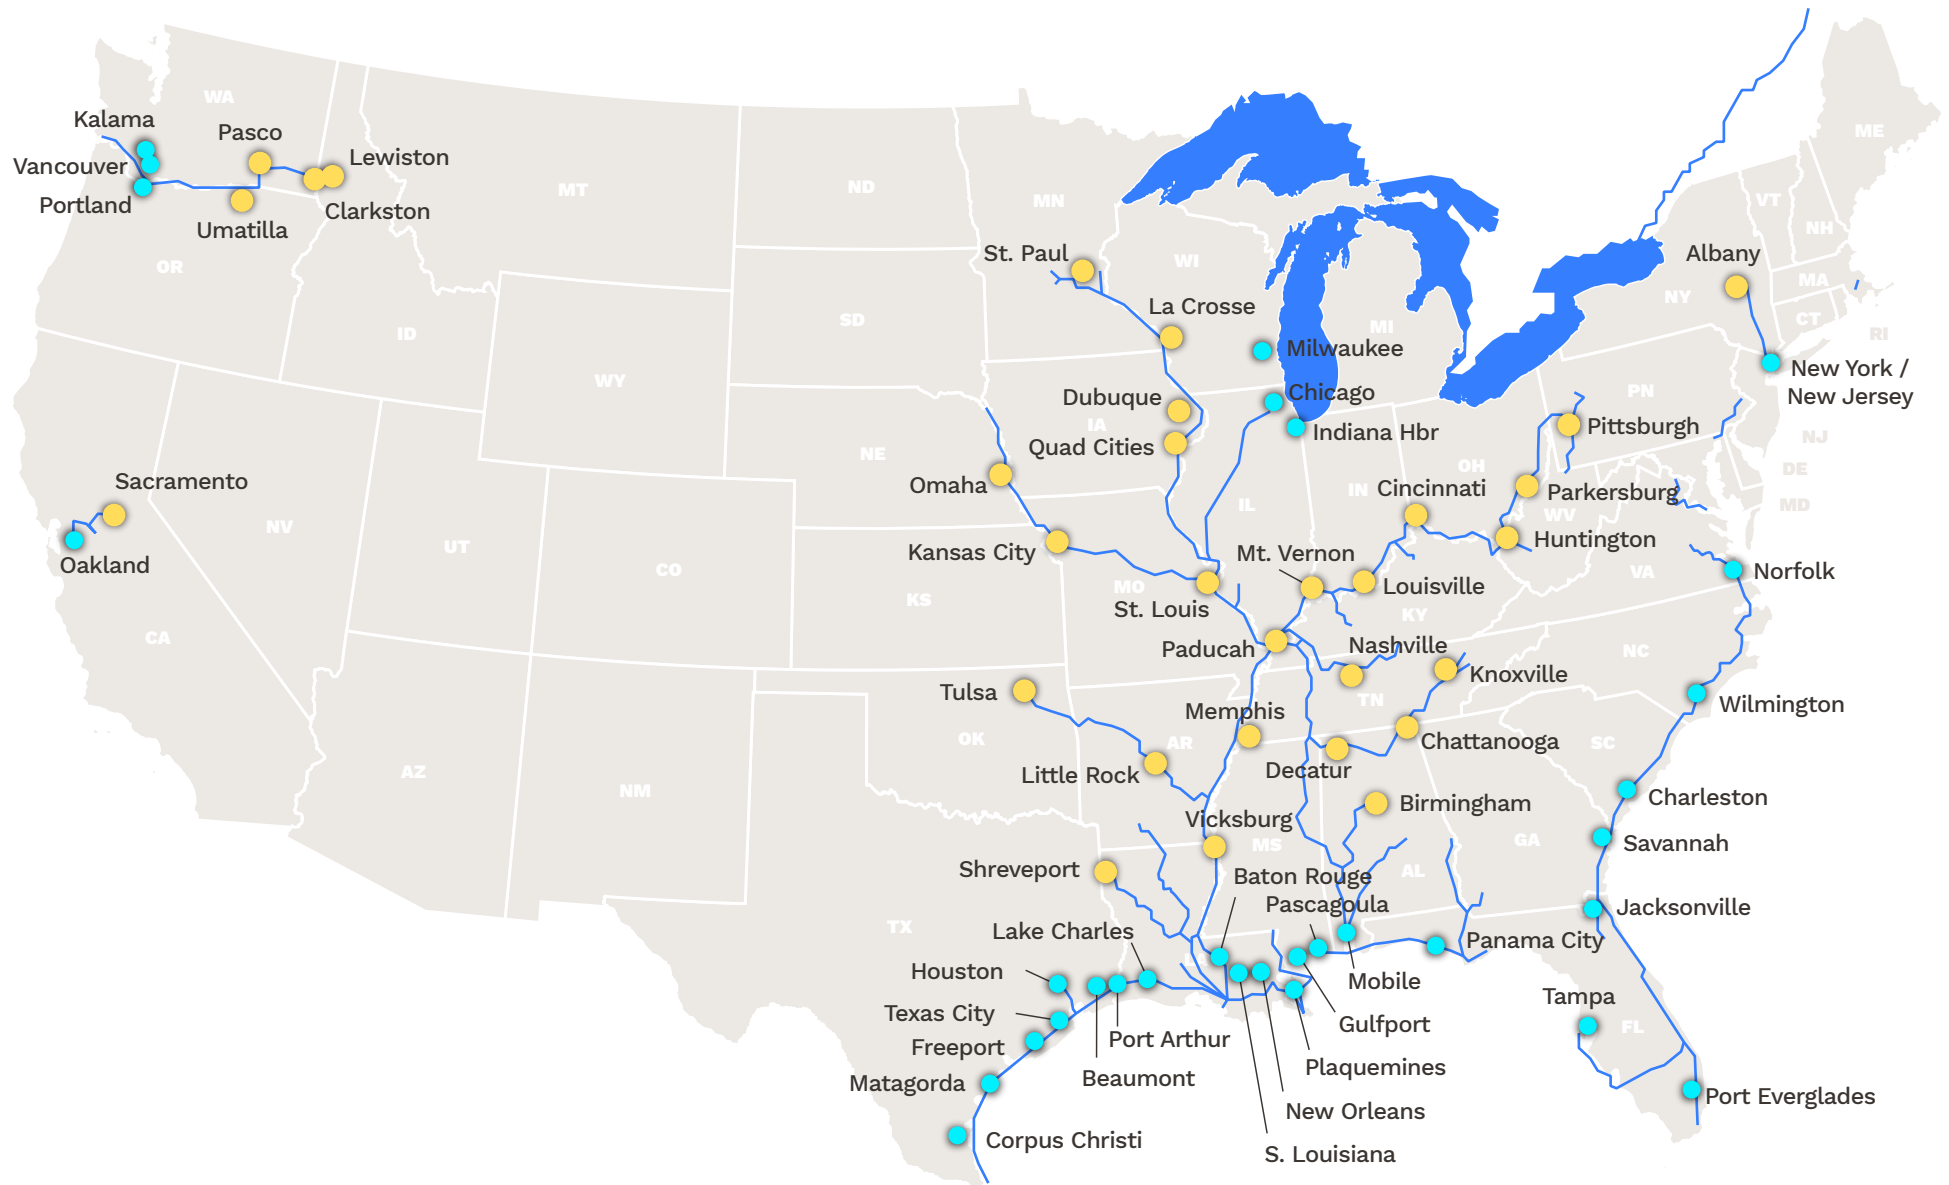 WA
Kalama
Pasco
Vancouver
Lewiston
Portland
Umatilla
Clarkston
OR
MT
ID
WY
ND
SD
NE
MN
St. Paul
WI
La Crosse
Milwaukee
MI
Chicago
Indiana Hbr
Dubuque
IA
Quad Cities
Omaha
ME
VT
NH
Albany
NY
MA
CT
RI
New York /
New Jersey
PN
Pittsburgh
NJ
OH
DE
MD
Sacramento
Oakland
NV
UT
CO
CA
KS
Kansas City
MO
St. Louis
IL
IN
Cincinnati
Parkersburg
WV
Mt. Vernon
Huntington
Louisville
VA
Norfolk
KY
Paducah
Nashville
Knoxville
NC
TN
Wilmington
Tulsa
Memphis
AR
OK
Little Rock
Decatur
Chattanooga
SC
AZ
NM
Birmingham
Charleston
Vicksburg
MS
GA
Savannah
Shreveport
Baton Rouge
AL
Pascagoula
Jacksonville
TX
Lake Charles
Panama City
Houston
Mobile
Tampa
Texas City
Gulfport
FL
Port Arthur
Freeport
Plaquemines
Beaumont
Matagorda
Port Everglades
New Orleans
Corpus Christi
S. Louisiana